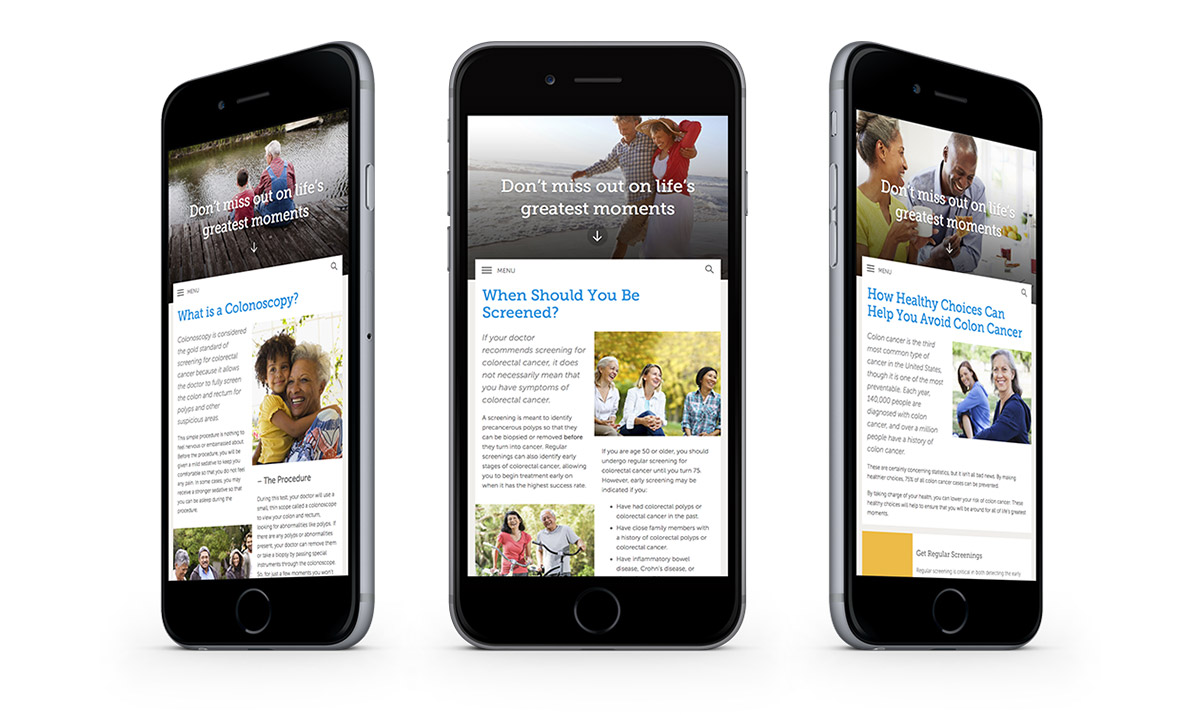 Don't miss out on life's
greatest moments
MENU
What is a Colonoscopy?
Colonoscopy is considered
the gold standard of
screening for colorectal
cancer because it allows
the doctor to fully screen
the colon and rectum for
polyps and other
suspicious areas.
This simple procedure is nothing to
feel nervous or embarrassed about.
Before the procedure, you will be
given a mild sedative to keep you
comfortable so that you do not feel
any pain. In some cases, you may
receive a stronger sedative so that
you can be asleep during the
procedure.
– The Procedure
During this test, your doctor will use a
small, thin scope called a colonoscope
to view your colon and rectum,
looking for abnormalities like polyps. If
there are any polyps or abnormalities
present, your doctor can remove them
or take a biopsy by passing special
instruments through the colonoscope.
So, for just a few moments you won't
Don't miss out on life's
greatest moments
MENU
When Should You Be
Screened?
If your doctor
recommends screening for
colorectal cancer, it does
not necessarily mean that
you have symptoms of
colorectal cancer.
A screening is meant to identify
precancerous polyps so that they
can be biopsied or removed before
they turn into cancer. Regular
screenings can also identify early
stages of colorectal cancer, allowing
you to begin treatment early on
when it has the highest success rate.
If you are age 50 or older, you should
undergo regular screening for
colorectal cancer until you turn 75.
However, early screening may be
indicated if you:
• Have had colorectal polyps or
colorectal cancer in the past.
• Have close family members with
a history of colorectal polyps or
colorectal cancer.
• Have inflammatory bowel
disease, Crohn's disease, or
Don't miss out on life's
greatest moments
MENU
How Healthy Choices Can
Help You Avoid Colon Cancer
Colon cancer is the third
most common type of
cancer in the United States,
though it is one of the most
preventable. Each year,
140,000 people are
diagnosed with colon
cancer, and over a million
people have a history of
colon cancer.
These are certainly concerning statistics, but it isn't all bad news. By making
healthier choices, 75% of all colon cancer cases can be prevented.
By taking charge of your health, you can lower your risk of colon cancer. These
healthy choices will help to ensure that you will be around for all of life's greatest
moments.
Get Regular Screenings
Regular screening is critical in both detecting the early